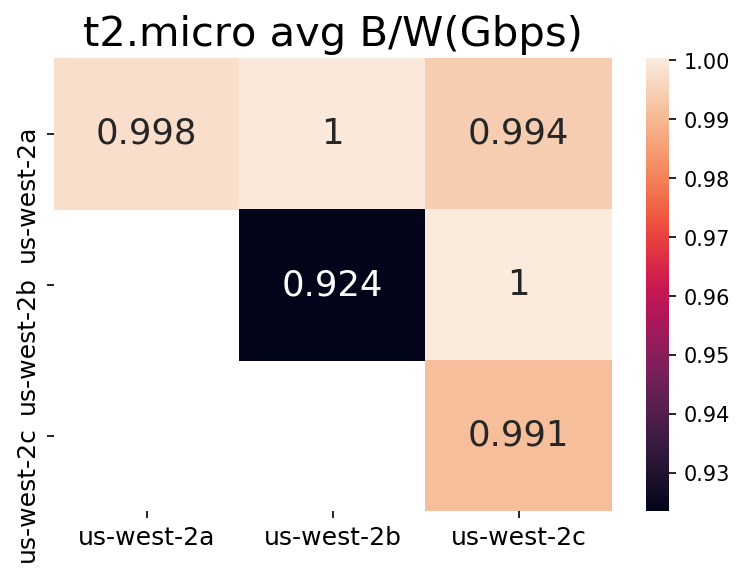 t2.micro avg B/W(Gbps)
us-west-2a
0.998 1 0.994
us-west-2b
0.924 1
us-west-2c
0.991
us-west-2a us-west-2b us-west-2c
1.00
0.99
0.98
0.97
0.96
0.95
0.94
0.93